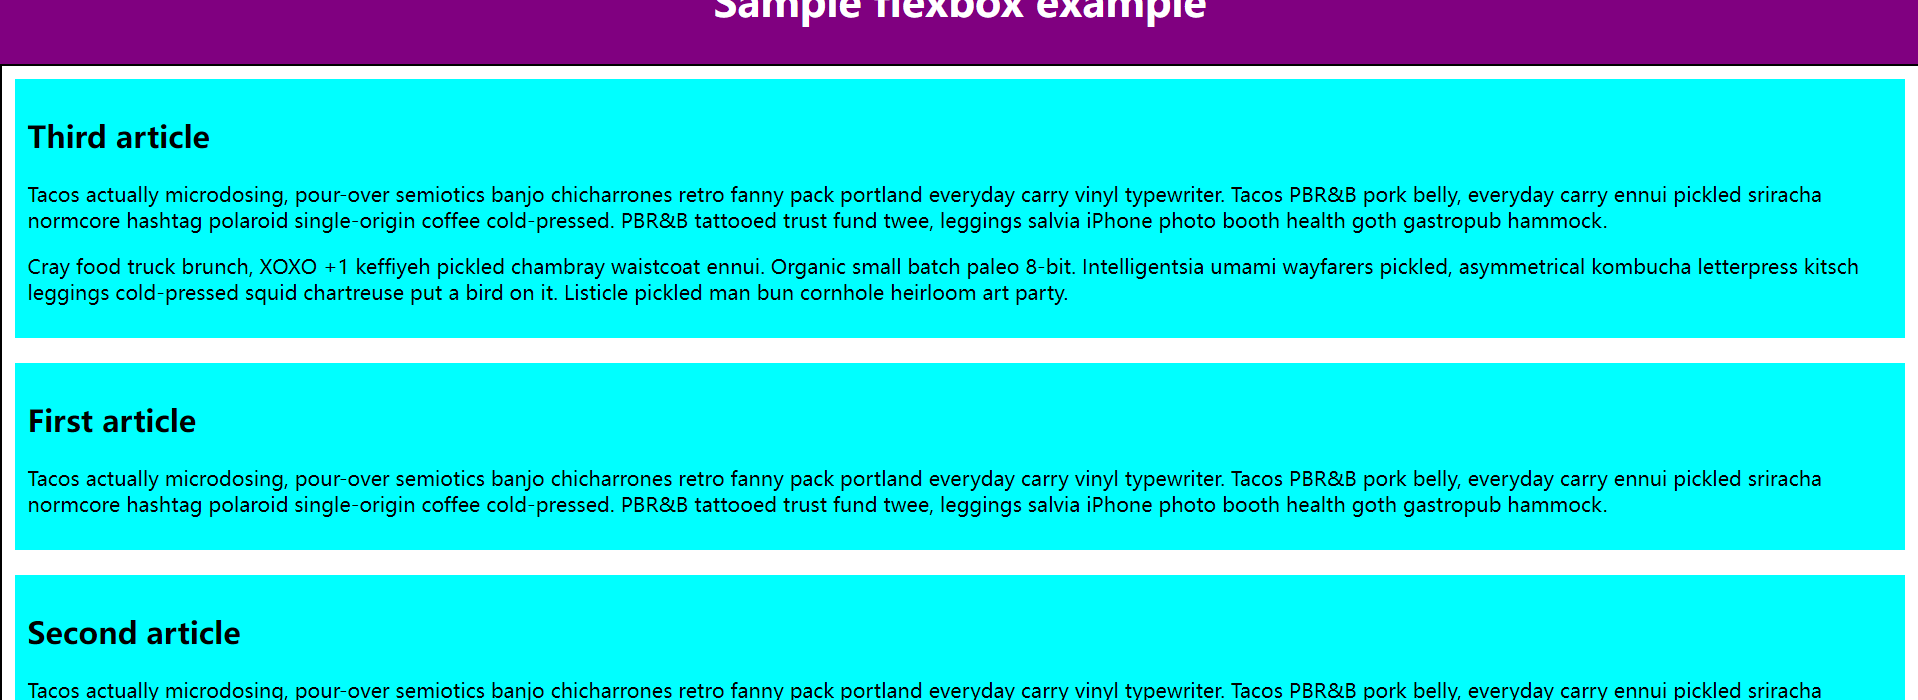 Sample flexbox example
Third article
Tacos actually microdosing, pour-over semiotics banjo chicharrones retro fanny pack portland everyday carry vinyl typewriter. Tacos PBR&B pork belly, everyday carry ennui pickled sriracha
normcore hashtag polaroid single-origin coffee cold-pressed. PBR&B tattooed trust fund twee, leggings salvia iPhone photo booth health goth gastropub hammock.
Cray food truck brunch, XOXO +1 keffiyeh pickled chambray waistcoat ennui. Organic small batch paleo 8-bit. Intelligentsia umami wayfarers pickled, asymmetrical kombucha letterpress kitsch
leggings cold-pressed squid chartreuse put a bird on it. Listicle pickled man bun cornhole heirloom art party.
First article
Tacos actually microdosing, pour-over semiotics banjo chicharrones retro fanny pack portland everyday carry vinyl typewriter. Tacos PBR&B pork belly, everyday carry ennui pickled sriracha
normcore hashtag polaroid single-origin coffee cold-pressed. PBR&B tattooed trust fund twee, leggings salvia iPhone photo booth health goth gastropub hammock.
Second article
Tacos actually microdosing, pour-over semiotics banjo chicharrones retro fanny pack portland everyday carry vinyl typewriter. Tacos PBR&B pork belly, everyday carry ennui pickled sriracha